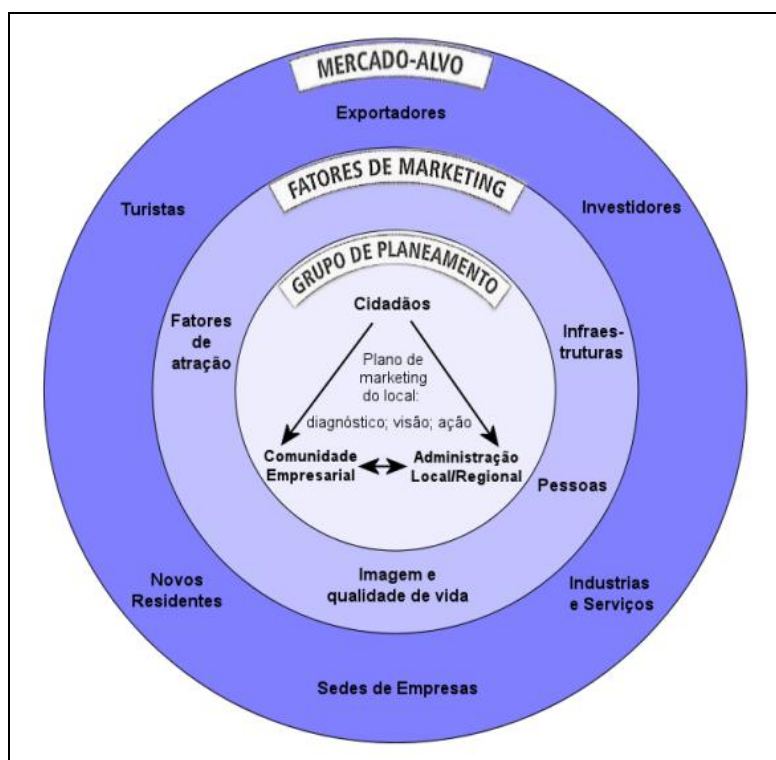 MERCADO-ALVO
Exportadores
FATORES DE MARKETING
Turistas
Investidores
GRUPO DE PLANEAMENTO
Cidadãos
Fatores
de
atração
Infraes-
truturas
Plano de
marketing
do local:
diagnóstico; visão; ação
Comunidade
Empresarial
Administração
Local/Regional
Pessoas
Imagem e
qualidade de vida
Novos
Residentes
Industrias
e Serviços
Sedes de Empresas